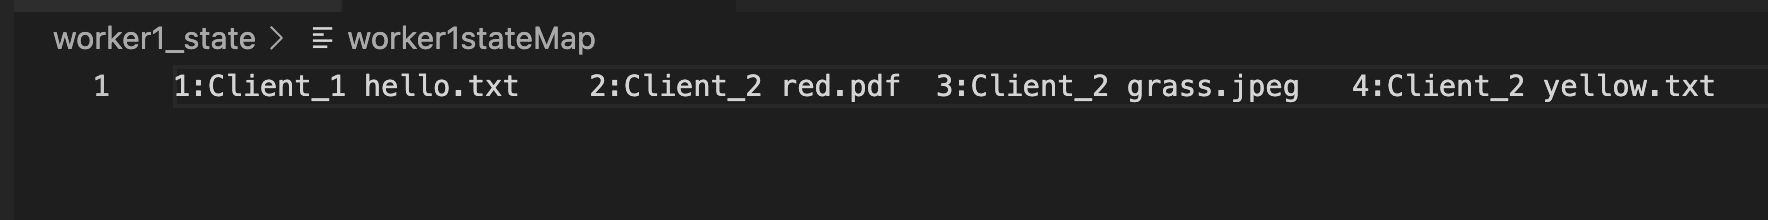 worker1_state > worker1stateMap
1 1:Client_1 hello.txt 2:Client_2 red.pdf 3:Client_2 grass.jpeg 4:Client_2 yellow.txt